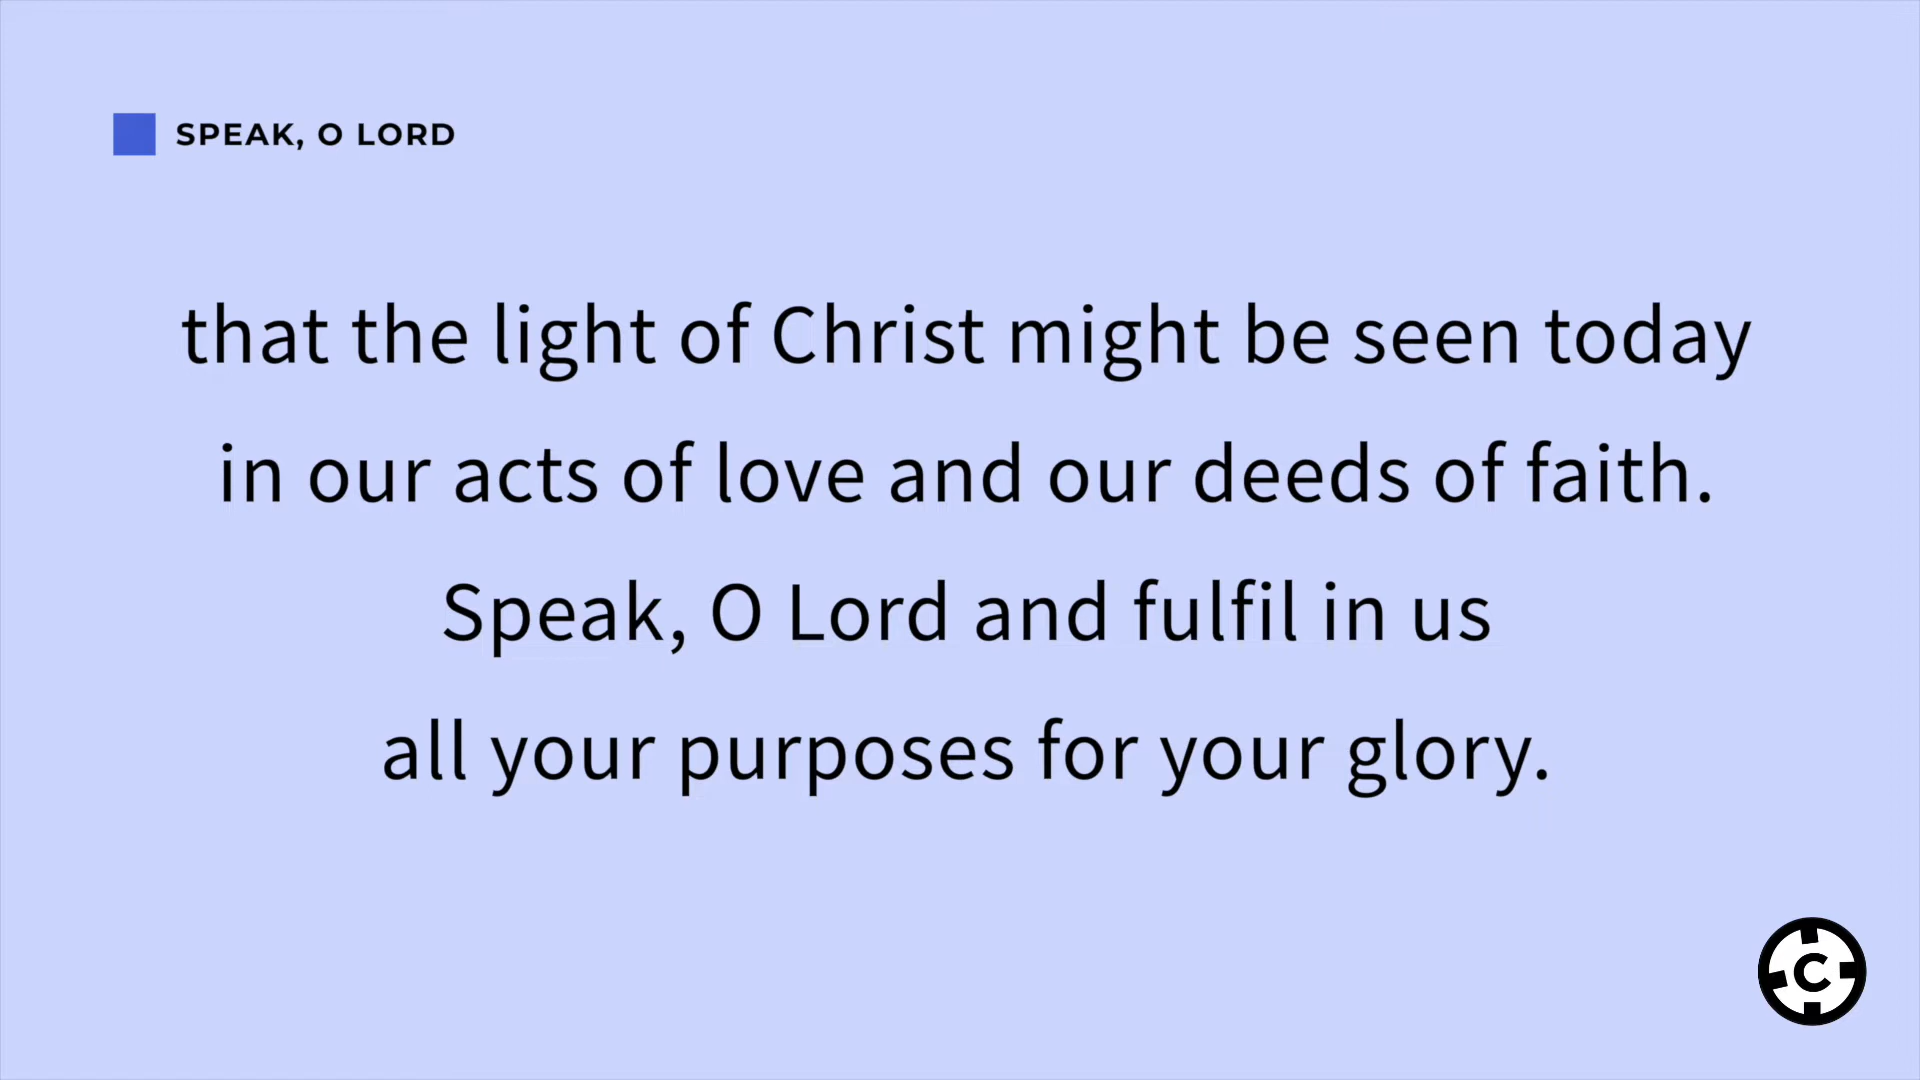 SPEAK, O LORD
that the light of Christ might be seen today
in our acts of love and our deeds of faith.
Speak, O Lord and fulfil in us
all your purposes for your glory.
C